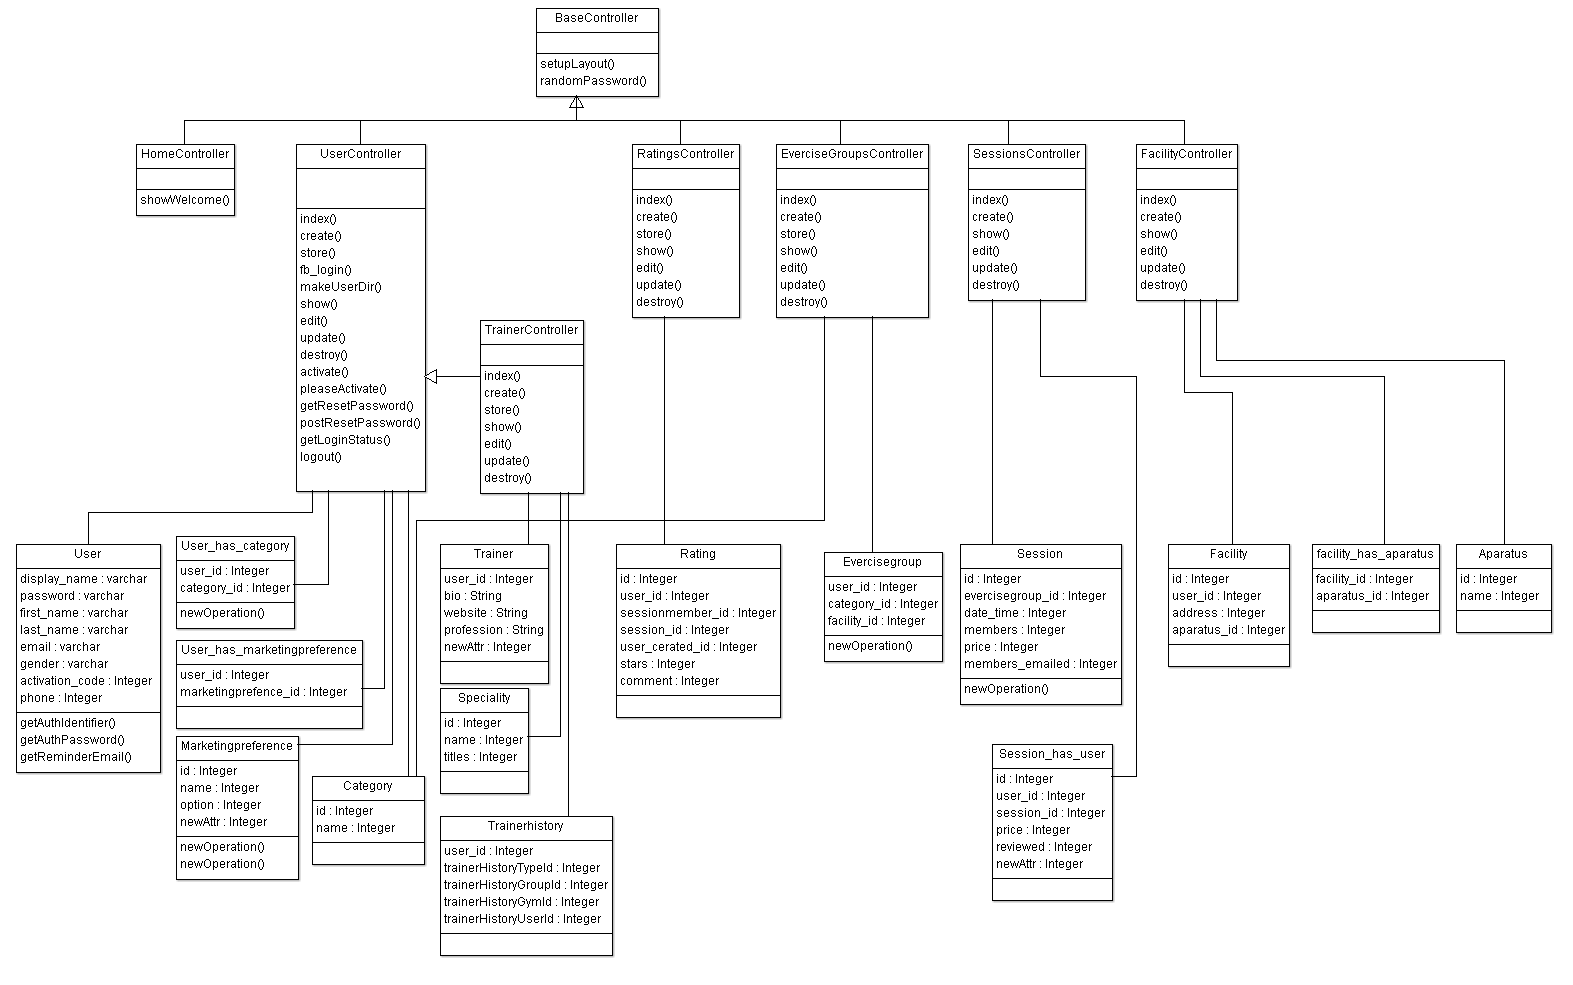 BaseController
setupLayout()
randomPassword()
HomeController
showWelcome()
UserController
index()
create()
store()
fb_login()
makeUserDir()
show()
edit()
update()
destroy()
activate()
pleaseActivate()
getResetPassword()
postResetPassword()
getLoginStatus()
logout()
TrainerController
index()
create()
store()
show()
edit()
update()
destroy()
RatingsController
index()
create()
store()
show()
edit()
update()
destroy()
EverciseGroupsController
index()
create()
store()
show()
edit()
update()
destroy()
SessionsController
index()
create()
show()
edit()
update()
destroy()
FacilityController
index()
create()
show()
edit()
update()
destroy()
User
display_name : varchar
password : varchar
first_name : varchar
last_name : varchar
email : varchar
gender : varchar
activation_code : Integer
phone : Integer
getAuthIdentifier()
getAuthPassword()
getReminderEmail()
User_has_category
user_id : Integer
category_id : Integer
newOperation()
User_has_marketingpreference
user_id : Integer
marketingprefence_id : Integer
Marketingpreference
id : Integer
name : Integer
option : Integer
newAttr : Integer
newOperation()
newOperation()
Category
id : Integer
name : Integer
Trainer
user_id : Integer
bio : String
website : String
profession : String
newAttr : Integer
Speciality
id : Integer
name : Integer
titles : Integer
Trainerhistory
user_id : Integer
trainerHistoryTypeId : Integer
trainerHistoryGroupId : Integer
trainerHistoryGymId : Integer
trainerHistoryUserId : Integer
Rating
id : Integer
user_id : Integer
sessionmember_id : Integer
session_id : Integer
user_cerated_id : Integer
stars : Integer
comment : Integer
Evercisegroup
user_id : Integer
category_id : Integer
facility_id : Integer
newOperation()
Session
id : Integer
evercisegroup_id : Integer
date_time : Integer
members : Integer
price : Integer
members_emailed : Integer
newOperation()
Session_has_user
id : Integer
user_id : Integer
session_id : Integer
price : Integer
reviewed : Integer
newAttr : Integer
Facility
id : Integer
user_id : Integer
address : Integer
aparatus_id : Integer
facility_has_aparatus
facility_id : Integer
aparatus_id : Integer
Aparatus
id : Integer
name : Integer